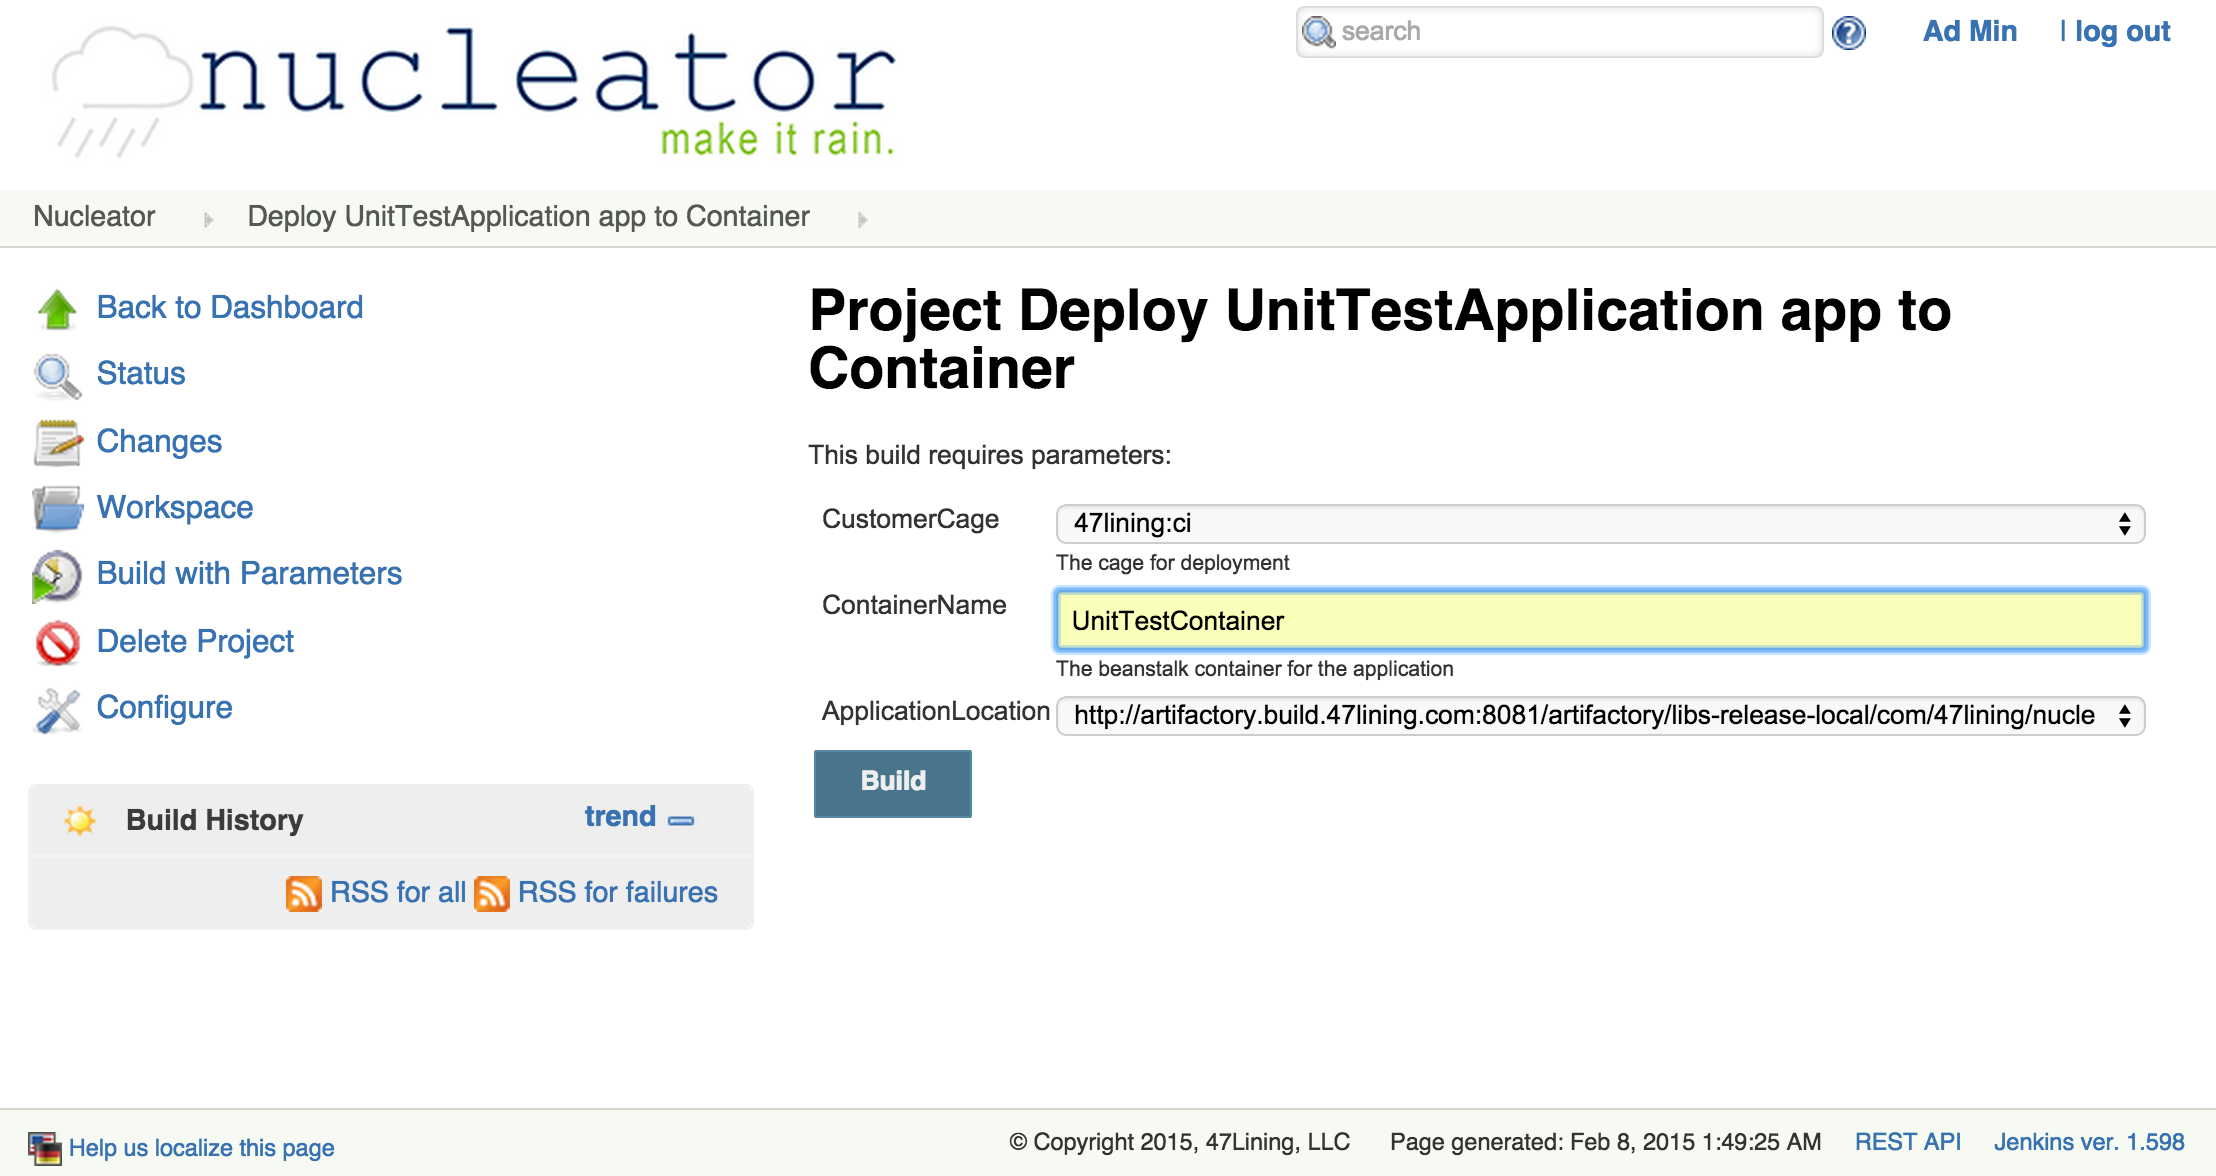 nucleator
make it rain.
search
Ad Min
| log out
Nucleator
Deploy UnitTestApplication app to Container
Back to Dashboard
Status
Changes
Workspace
Build with Parameters
Delete Project
Configure
Build History
trend
RSS for all
RSS for failures
Project Deploy UnitTestApplication app to
Container
This build requires parameters:
CustomerCage
47lining:ci
The cage for deployment
ContainerName
UnitTestContainer
The beanstalk container for the application
ApplicationLocation
http://artifactory.build.47lining.com:8081/artifactory/libs-release-local/com/47lining/nucle
Build
Help us localize this page
© Copyright 2015, 47Lining, LLC
Page generated: Feb 8, 2015 1:49:25 AM
REST API
Jenkins ver. 1.598